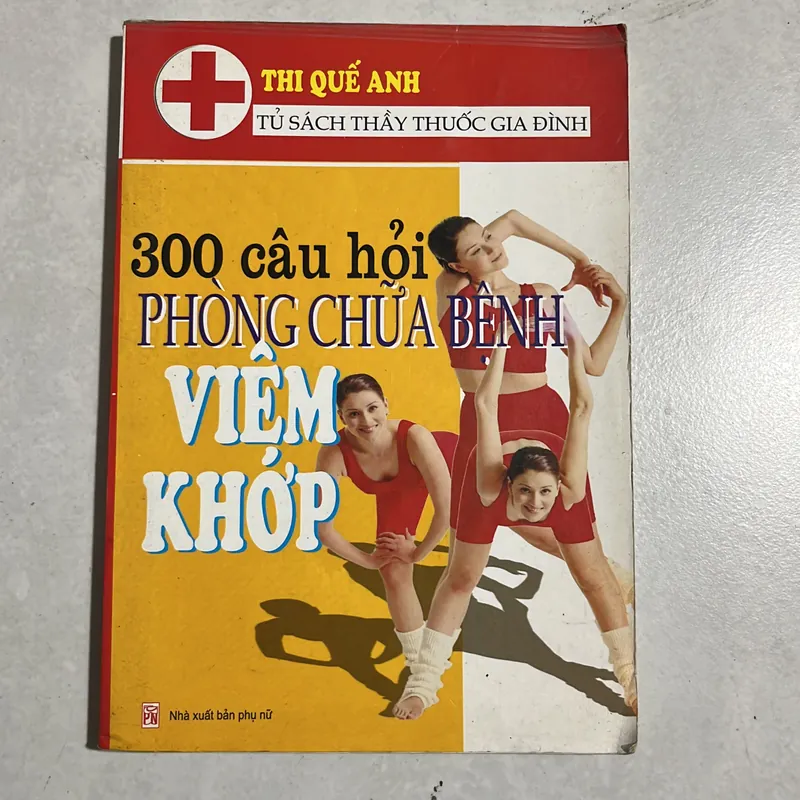 THI QUẾ ANH
TỦ SÁCH THẦY THUỐC GIA ĐÌNH
300 câu hỏi
PHÒNG CHỮA BỆNH
VIÊM
KHỚP
PN
Nhà xuất bản phụ nữ